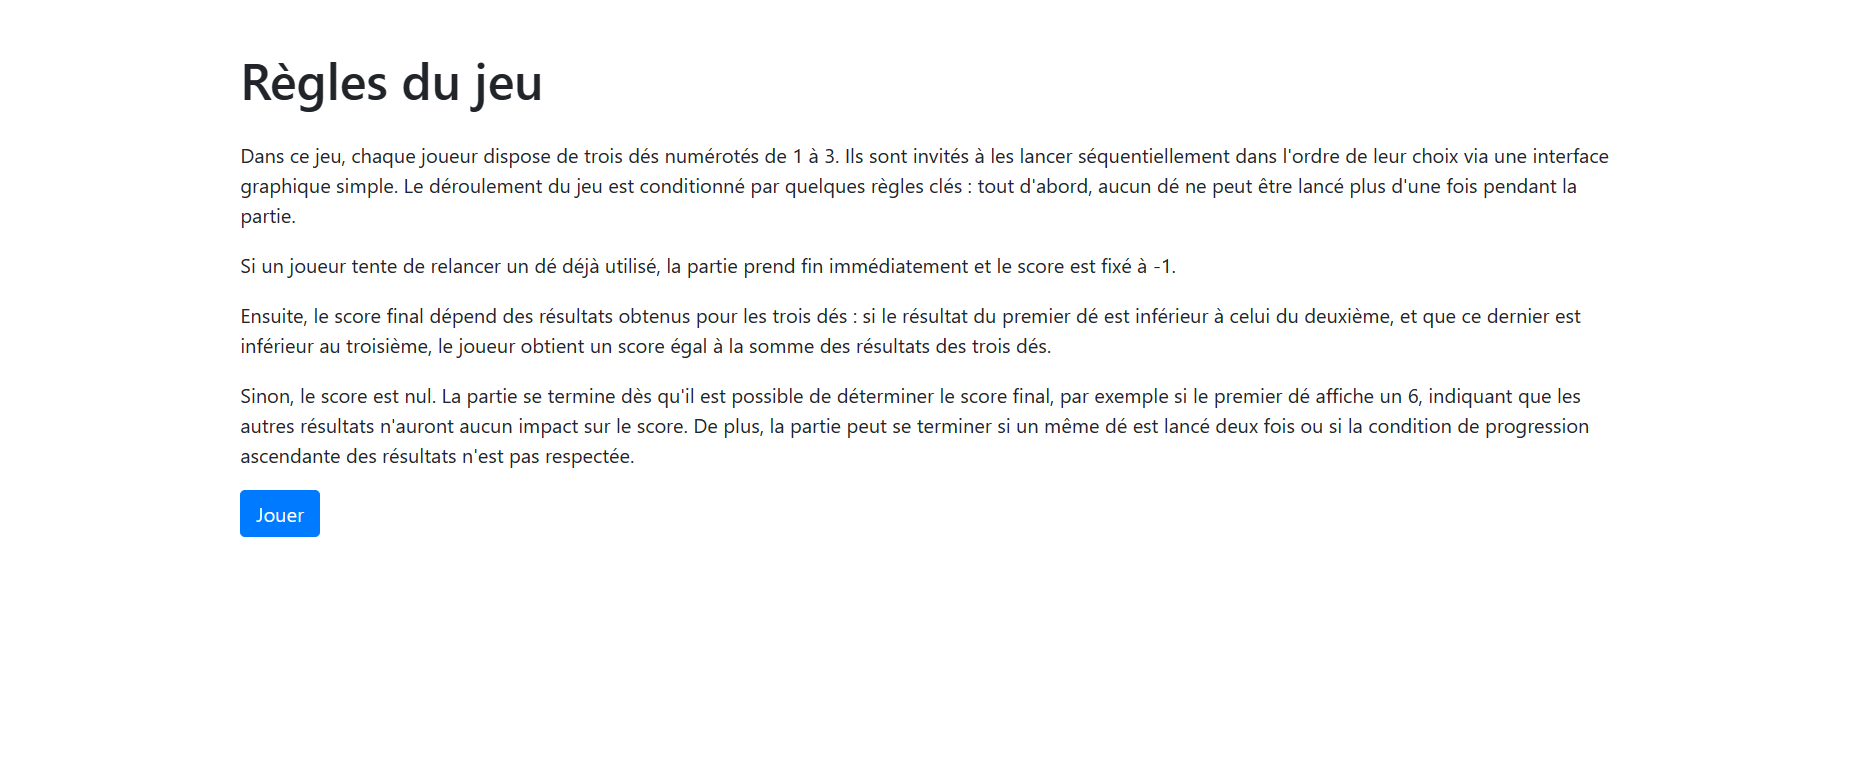 Règles du jeu
Dans ce jeu, chaque joueur dispose de trois dés numérotés de 1 à 3. Ils sont invités à les lancer séquentiellement dans l'ordre de leur choix via une interface
graphique simple. Le déroulement du jeu est conditionné par quelques règles clés : tout d'abord, aucun dé ne peut être lancé plus d'une fois pendant la
partie.
Si un joueur tente de relancer un dé déjà utilisé, la partie prend fin immédiatement et le score est fixé à -1.
Ensuite, le score final dépend des résultats obtenus pour les trois dés : si le résultat du premier dé est inférieur à celui du deuxième, et que ce dernier est
inférieur au troisième, le joueur obtient un score égal à la somme des résultats des trois dés.
Sinon, le score est nul. La partie se termine dès qu'il est possible de déterminer le score final, par exemple si le premier dé affiche un 6, indiquant que les
autres résultats n'auront aucun impact sur le score. De plus, la partie peut se terminer si un même dé est lancé deux fois ou si la condition de progression
ascendante des résultats n'est pas respectée.
Jouer